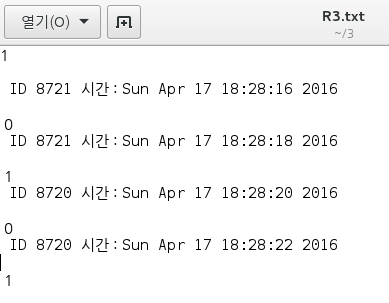 열기(O)
R3.txt
~/3
1
ID 8721 시간:Sun Apr 17 18:28:16 2016
0
ID 8721 시간:Sun Apr 17 18:28:18 2016
1
ID 8720 시간:Sun Apr 17 18:28:20 2016
0
ID 8720 시간:Sun Apr 17 18:28:22 2016
1